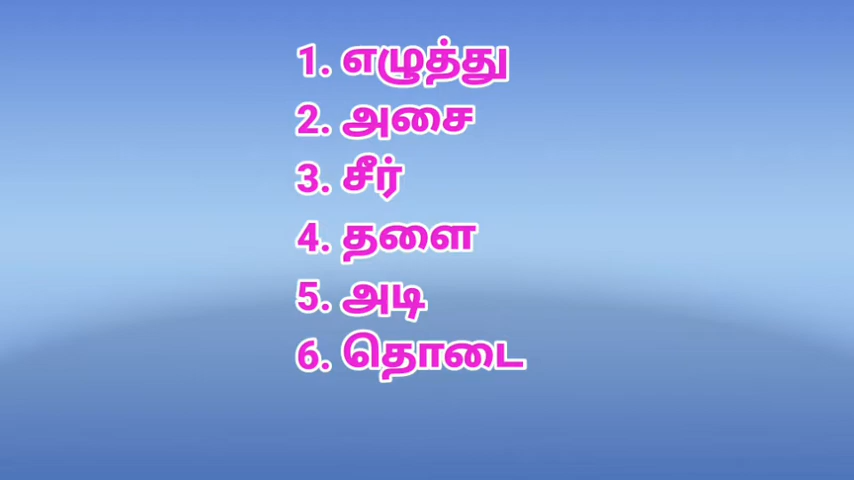 1. எழுத்து
2. அசை
3. சீர்
4. தளை
5. அடி
6. தொடை